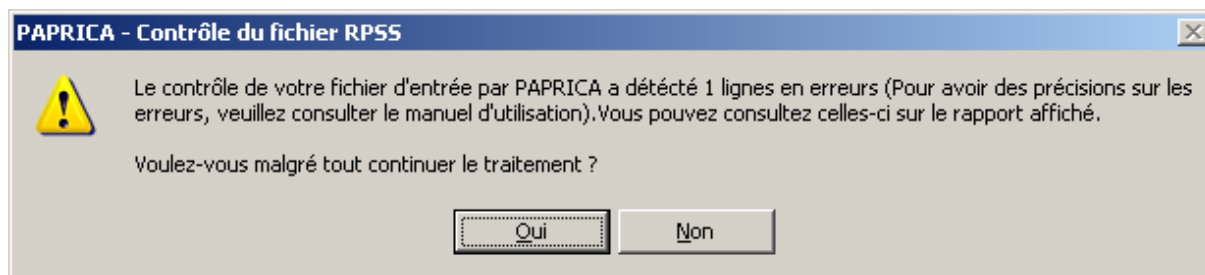 PAPRICA - Contrôle du fichier RPSS
Le contrôle de votre fichier d'entrée par PAPRICA a détécté 1 lignes en erreurs (Pour avoir des précisions sur les
erreurs, veuillez consulter le manuel d'utilisation).Vous pouvez consultez celles-ci sur le rapport affiché.
Voulez-vous malgré tout continuer le traitement ?
Oui
Non